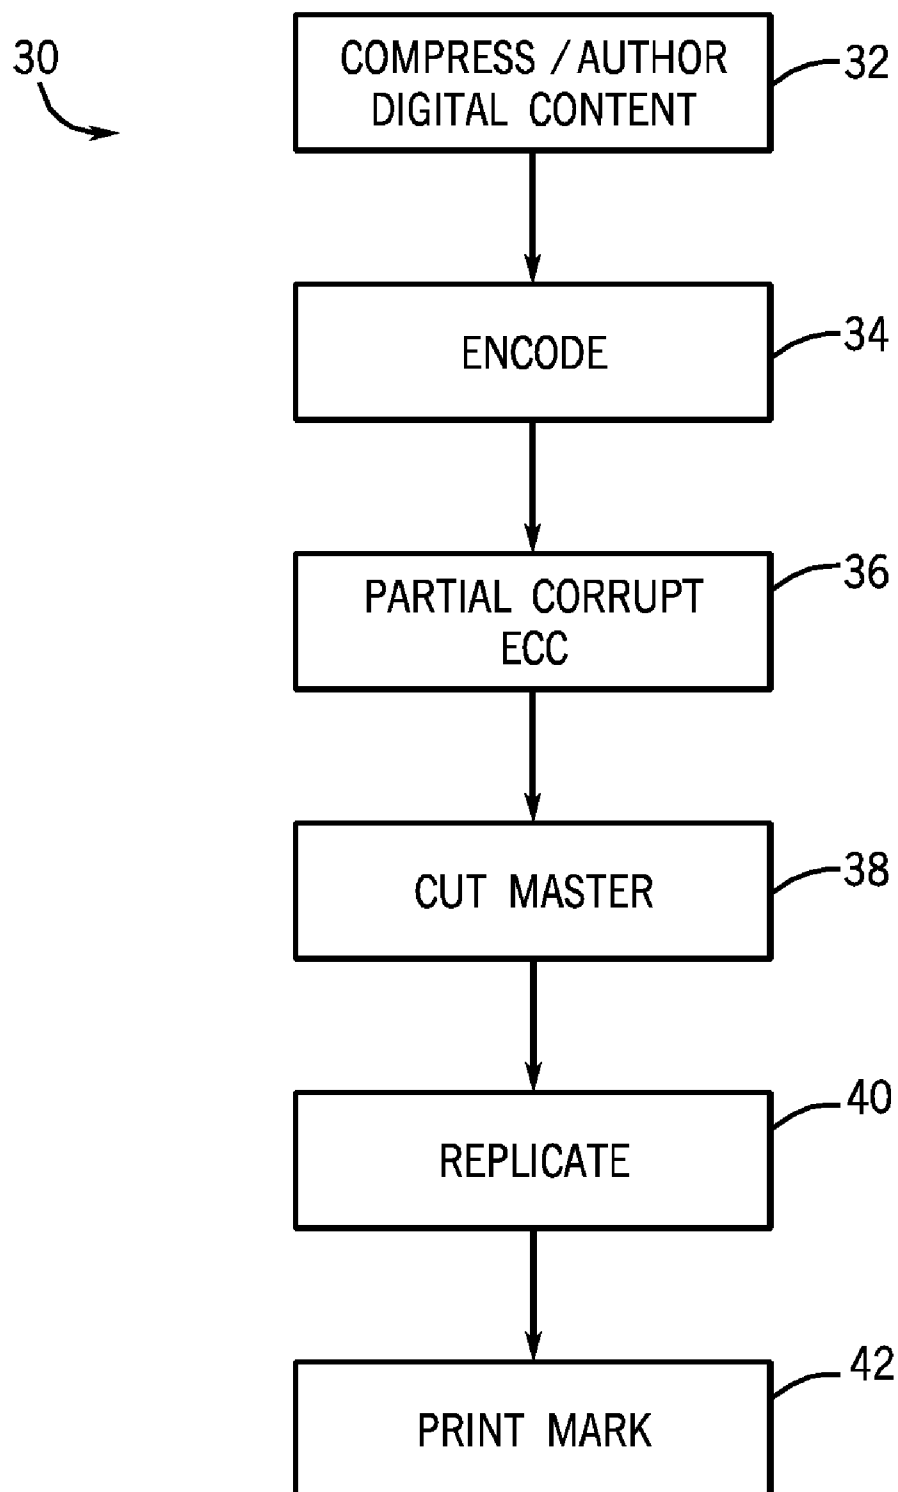 30
COMPRESS / AUTHOR
DIGITAL CONTENT
32
ENCODE
34
PARTIAL CORRUPT
ECC
36
CUT MASTER
38
REPLICATE
40
PRINT MARK
42